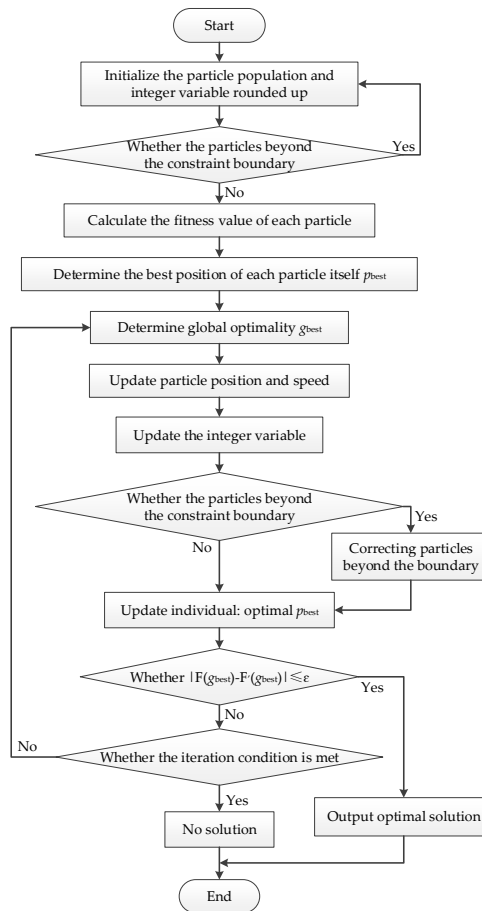 Start
Initialize the particle population and
integer variable rounded up
Whether the particles beyond
the constraint boundary
Yes
No
Calculate the fitness value of each particle
Determine the best position of each particle itself pbest
Determine global optimality gbest
Update particle position and speed
Update the integer variable
Whether the particles beyond
the constraint boundary
Yes
No
Correcting particles
beyond the boundary
Update individual: optimal pbest
Whether |F(gbest)-F'(gbest)|≤ε
Yes
No
No
Whether the iteration condition is met
Yes
No solution
Output optimal solution
End